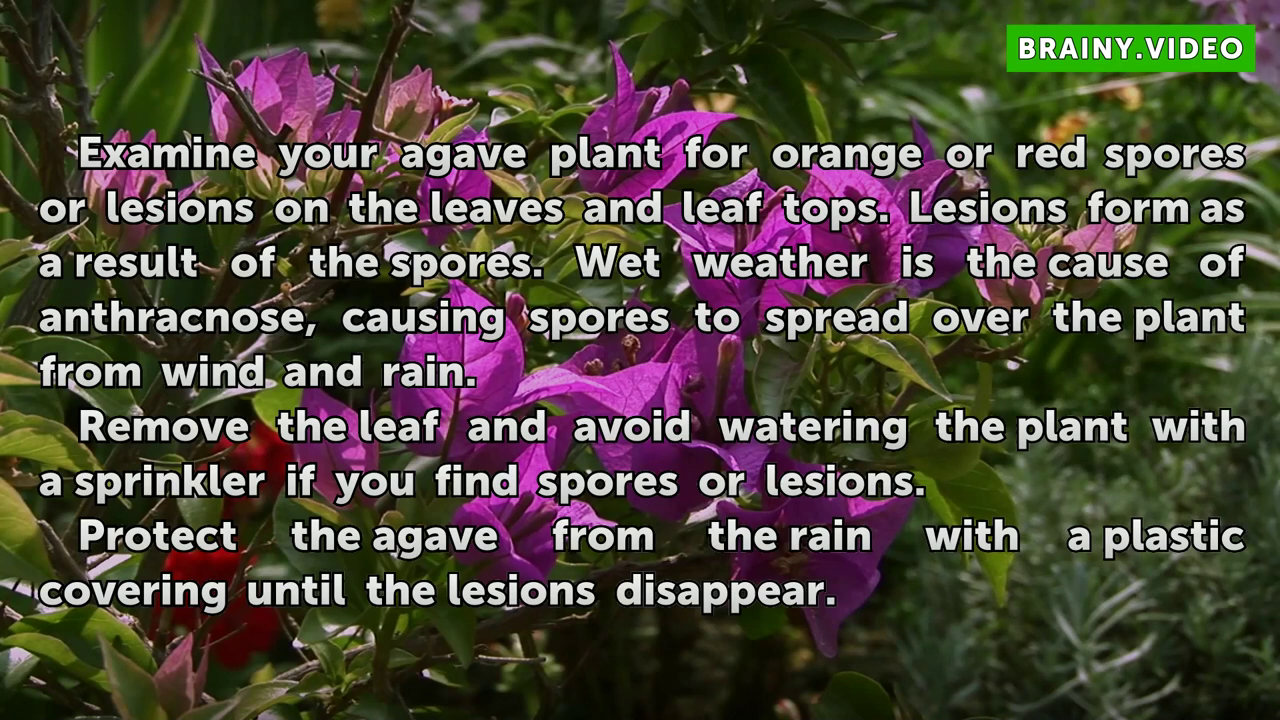 BRAINY.VIDEO
Examine your agave plant for orange or red spores
or lesions on the leaves and leaf tops. Lesions form as
a result of the spores. Wet weather is the cause of
anthracnose, causing spores to spread over the plant
from wind and rain.
Remove the leaf and avoid watering the plant with
a sprinkler if you find spores or lesions.
Protect the agave from the rain with a plastic
covering until the lesions disappear.